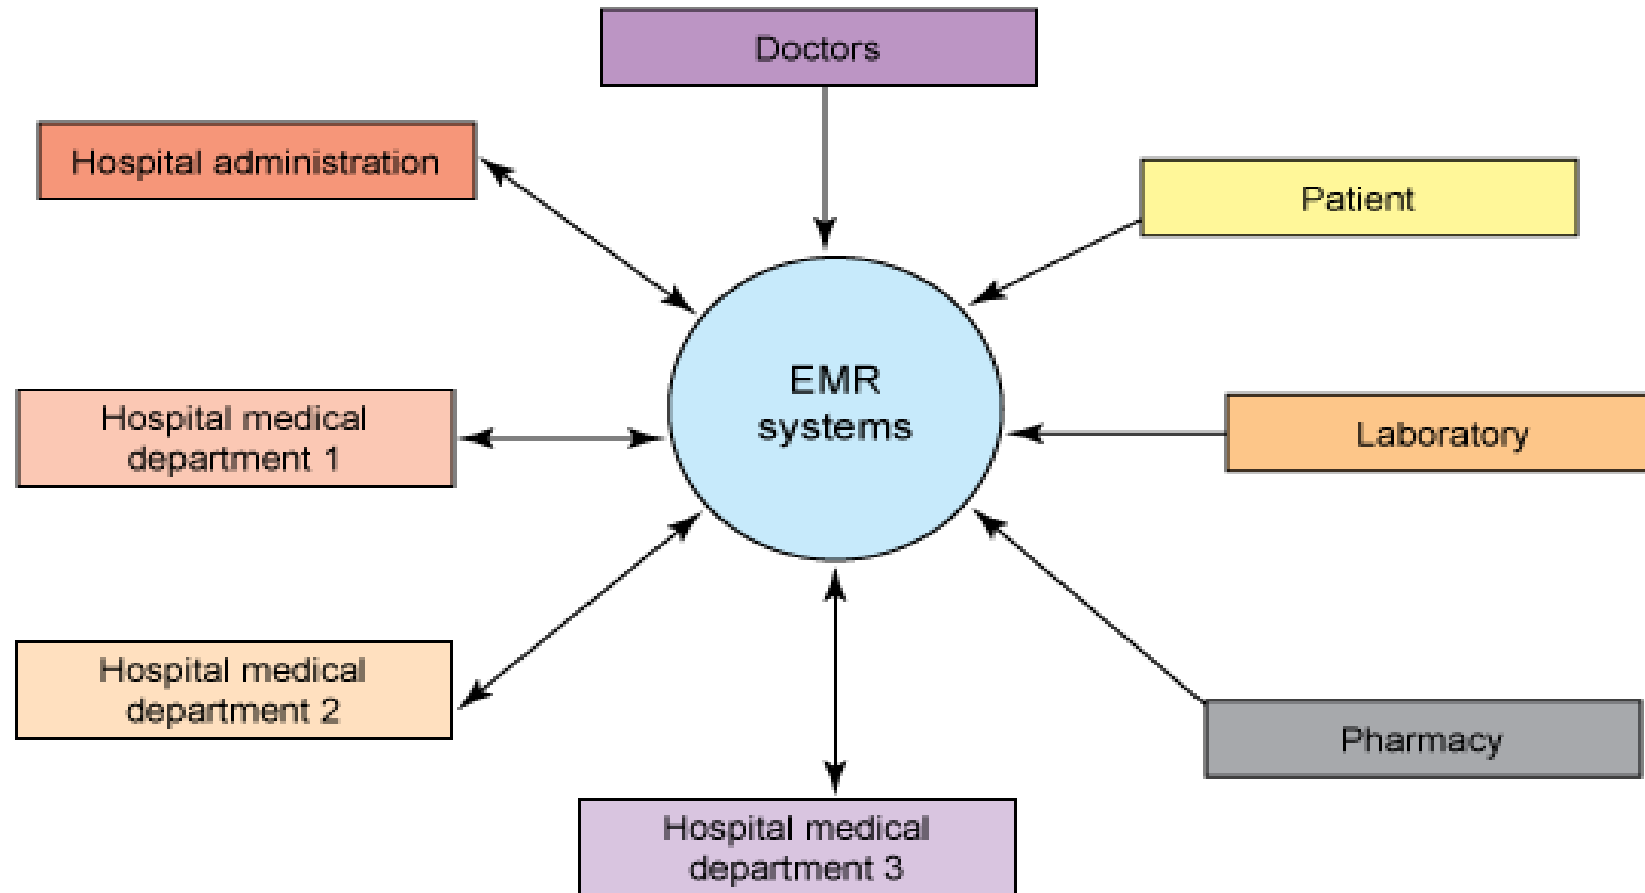 Doctors
Hospital administration
Patient
EMR
systems
Hospital medical
department 1
Laboratory
Hospital medical
department 2
Pharmacy
Hospital medical
department 3